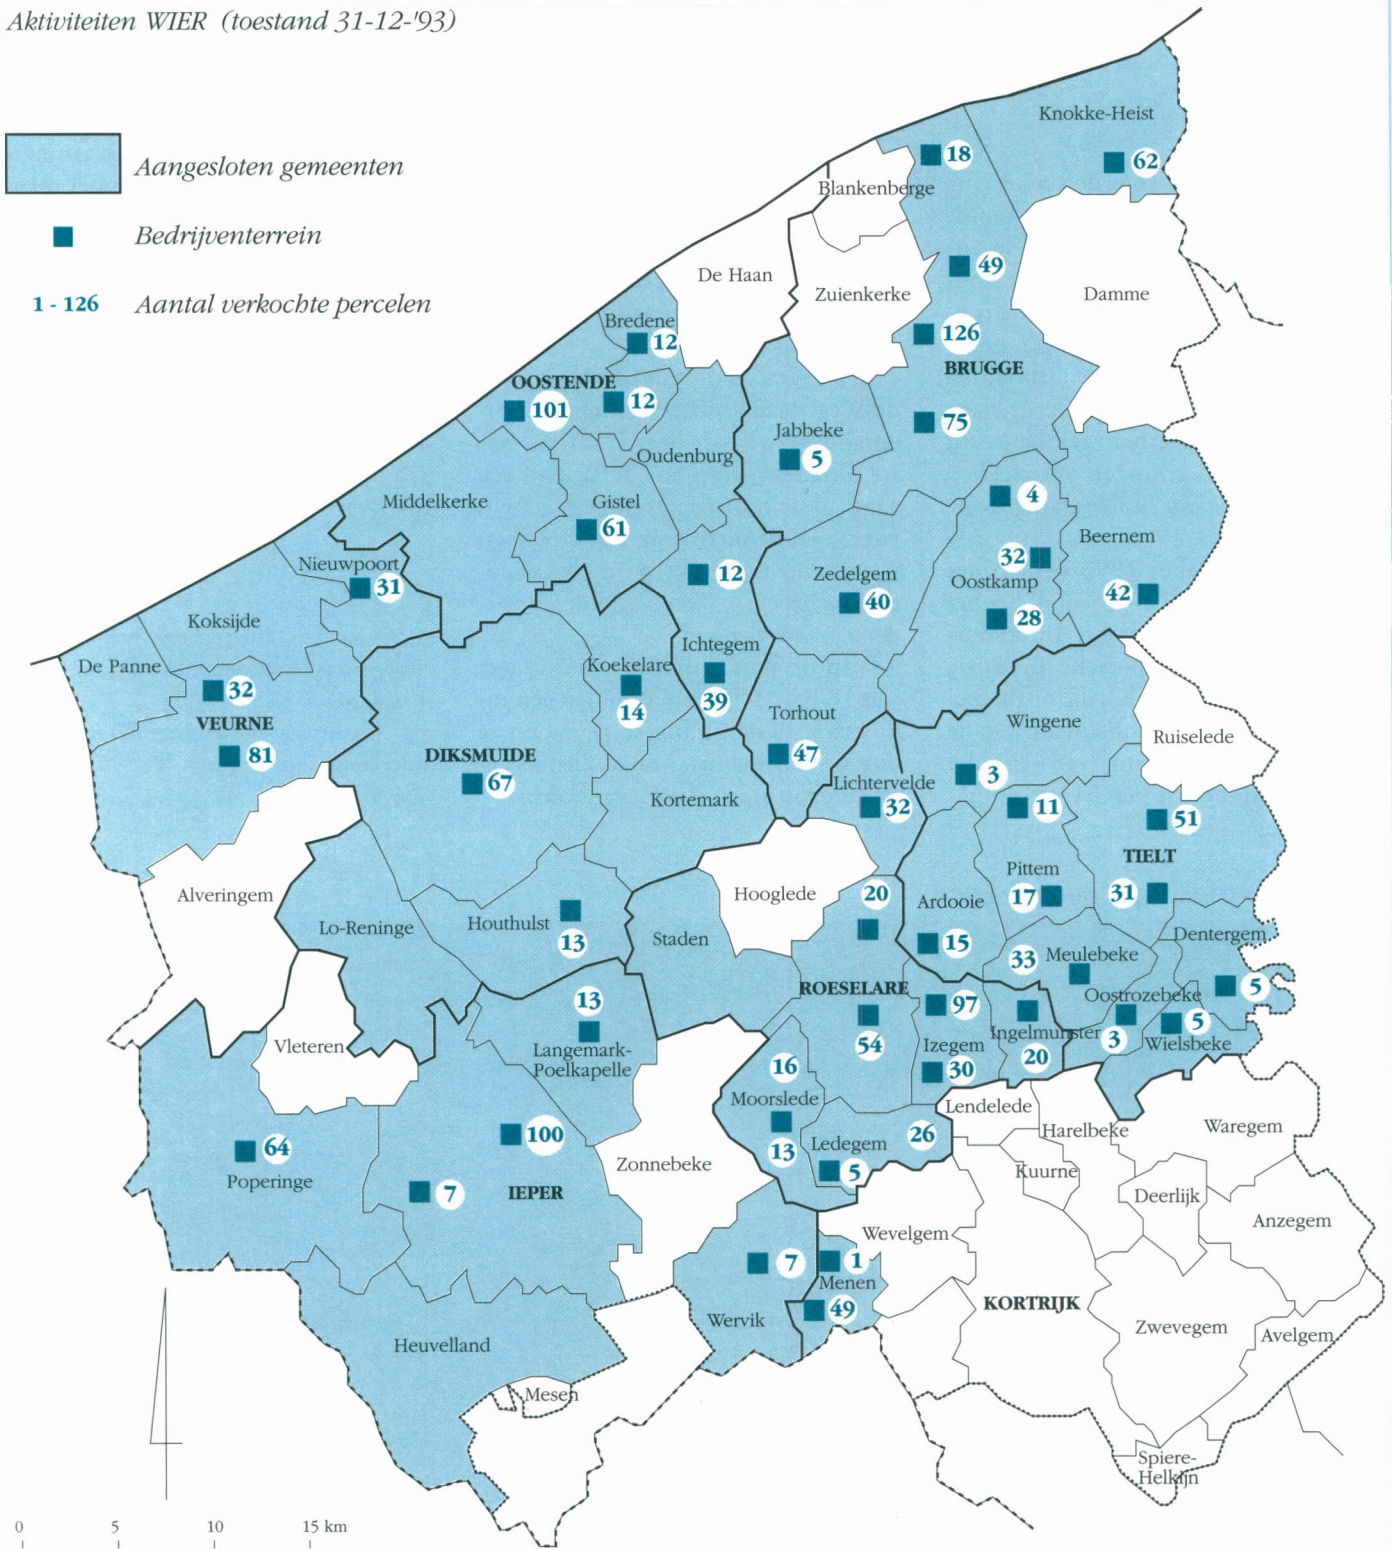 Aktiviteiten WIER (toestand 31-12-'93)
Aangesloten gemeenten
Bedrijventerrein
1 - 126 Aantal verkochte percelen
Knokke-Heist
18
62
Blankenberge
De Haan
49
Zuienkerke
Damme
Bredene
12
126
BRUGGE
OOSTENDE
101
12
75
Jabbeke
5
Oudenburg
Middelkerke
Gistel
61
4
Beernem
32
Oostkamp
42
28
Nieuwpoort
31
12
Zedelgem
40
Koksijde
De Panne
Ichtegem
39
Koekelare
14
32
VEURNE
81
Torhout
47
Wingene
Ruiselede
DIKSMUIDE
67
Kortemark
Lichtervelde
32
3
11
51
TIELT
31
Pittem
17
Alveringem
Hooglede
20
Ardooie
15
Lo-Reninge
Houthulst
13
Staden
33
Meulebeke
Dentergem
5
ROESELARE
97
Oostrozebeke
5
3
Wielsbeke
13
Langemark-
Poelkapelle
54
Izegem
30
Ingelmunster
20
Vleteren
16
Moorslede
13
Lendelede
Harelbeke
Waregem
Ledegem
26
5
Kuurne
Deerlijk
100
64
Poperinge
7
IEPER
Zonnebeke
Wevelgem
Anzegem
7
1
Menen
49
Wervik
KORTRIJK
Zwevegem
Avelgem
Heuvelland
Mesen
Spiere-
Helkijn
0 5 10 15 km